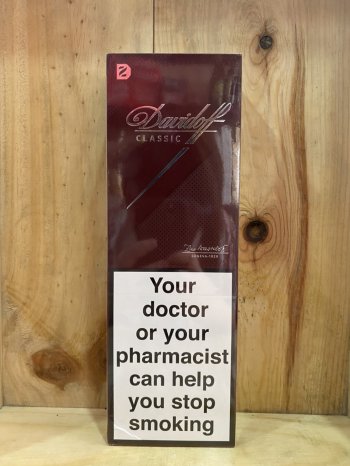 Davidoff
CLASSIC
Your
doctor
or your
pharmacist
can help
you stop
smoking